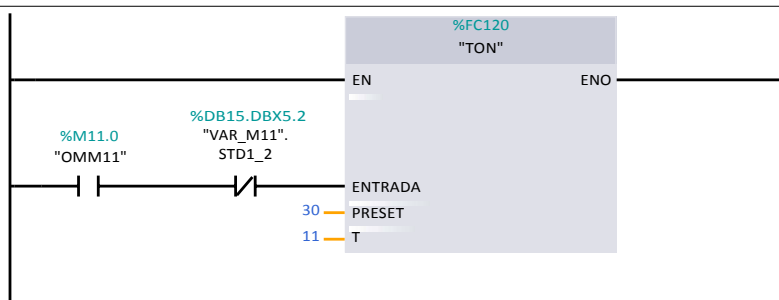 %FC120
"TON"
EN ENO
%DB15.DBX5.2
%M11.0 "VAR_M11".
"OMM11" STD1_2
ENTRADA
30 PRESET
11 T